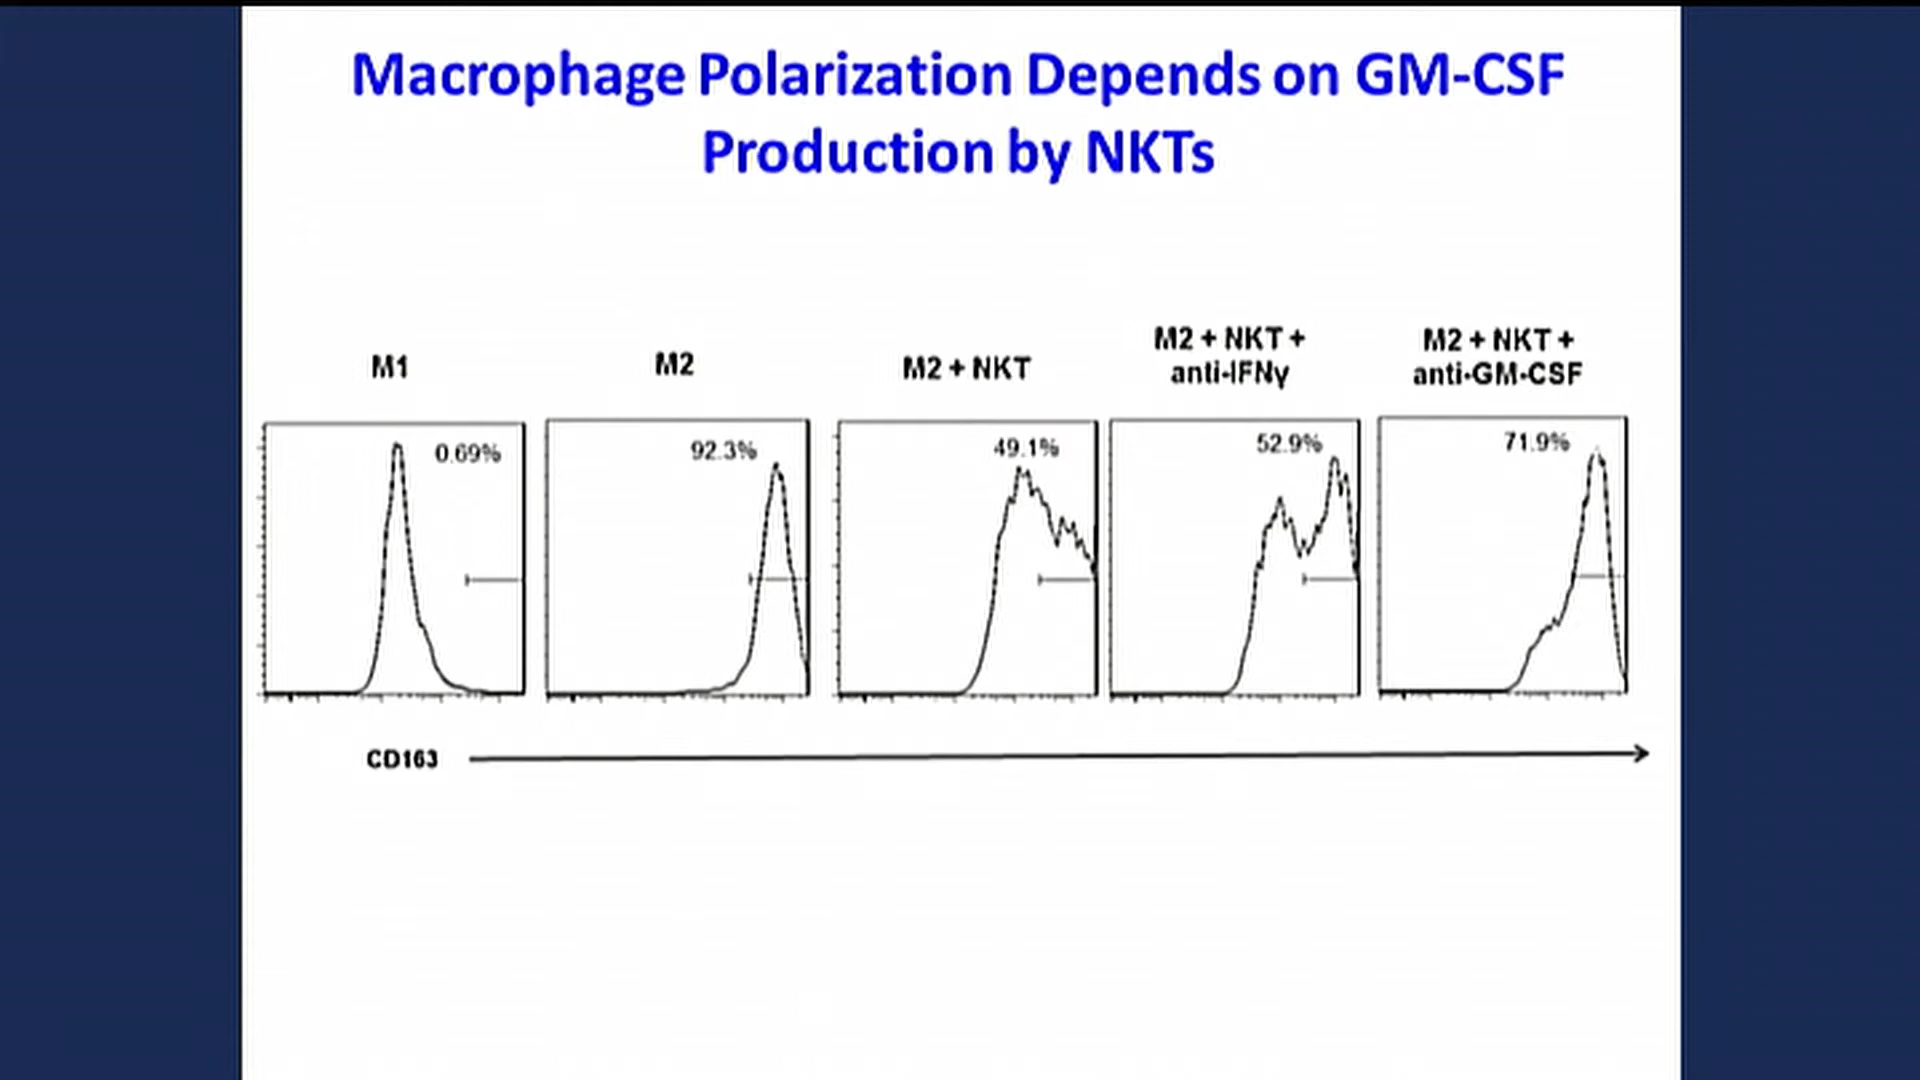 Macrophage Polarization Depends on GM-CSF
Production by NKTs
M1
M2
M2 + NKT
M2 + NKT +
anti-IFNγ
M2 + NKT +
anti-GM-CSF
0.69%
92.3%
49.1%
52.9%
71.9%
CD163